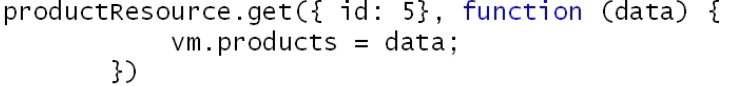 productResource.get({ id: 5}, function (data) {
vm.products = data;
})